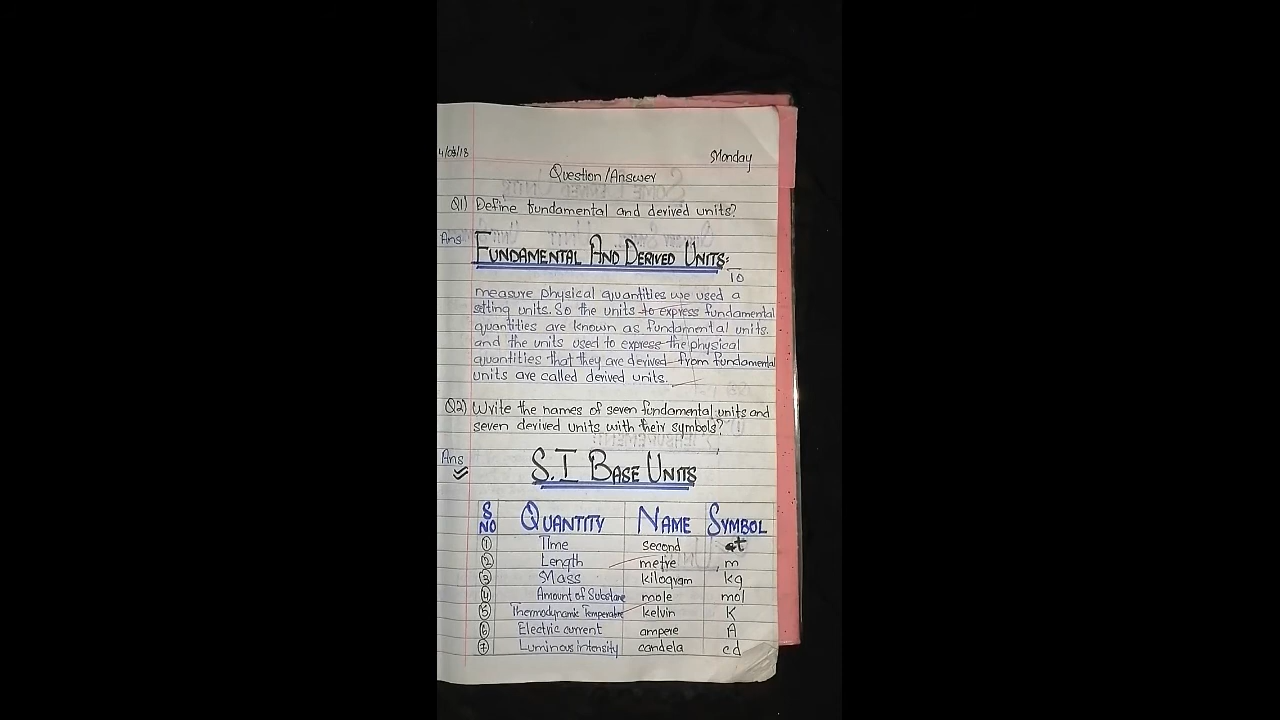 4/08/18 Monday
Question/Answer
Q1) Define fundamental and derived units?
Ans FUNDAMENTAL AND DERIVED UNITS:
To
measure physical quantities we used a
setting units. So the units to express fundamental
quantities are known as fundamental units.
and the units used to express the physical
quantities that they are derived from fundamental
units are called derived units.
Q2) Write the names of seven fundamental units and
seven derived units with their symbols?
Ans S.I BASE UNITS
S NO QUANTITY NAME SYMBOL
1 Time second t
2 Length metre m
3 Mass kilogram kg
4 Amount of Substance mole mol
5 Thermodynamic Temperature kelvin K
6 Electric current ampere A
7 Luminous intensity candela cd